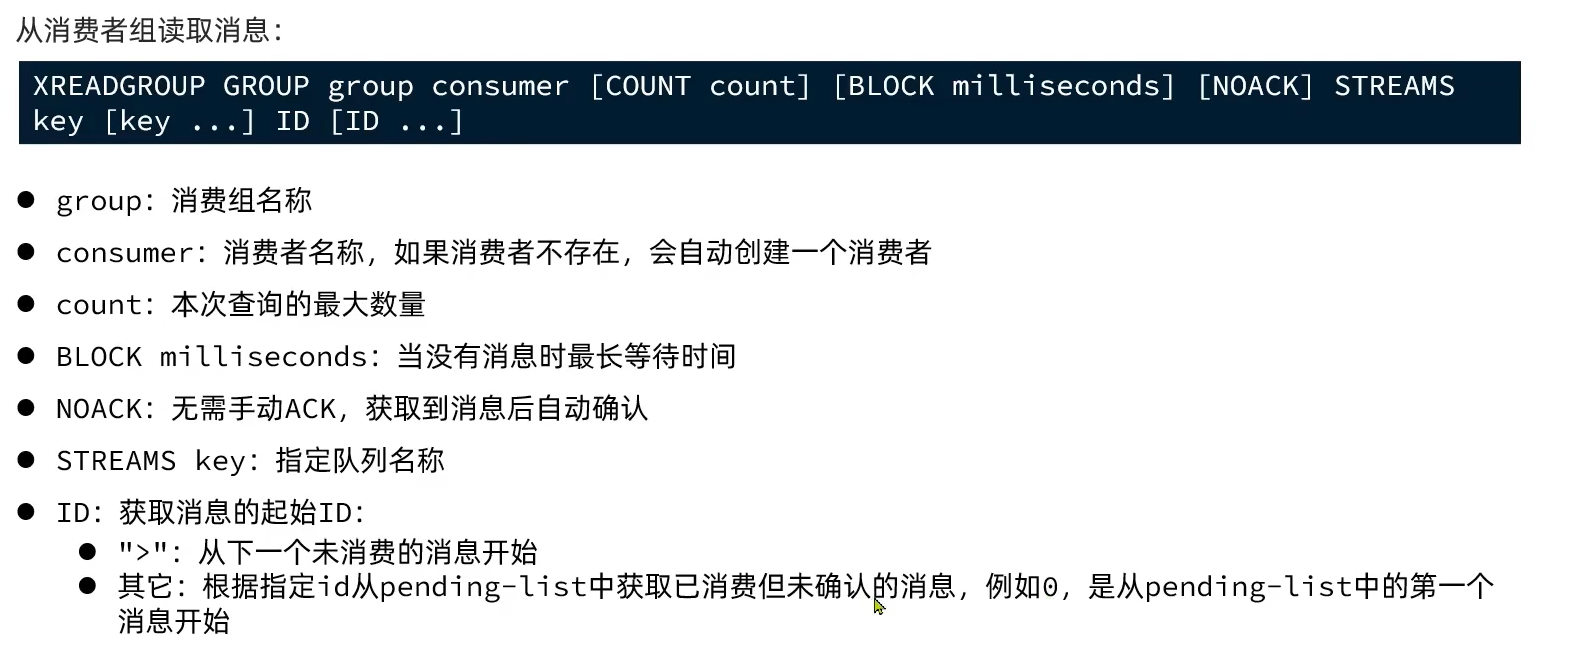 从消费者组读取消息：
XREADGROUP GROUP group consumer [COUNT count] [BLOCK milliseconds] [NOACK] STREAMS
key [key ...] ID [ID ...]
● group：消费组名称
● consumer：消费者名称，如果消费者不存在，会自动创建一个消费者
● count：本次查询的最大数量
● BLOCK milliseconds：当没有消息时最长等待时间
● NOACK：无需手动ACK，获取到消息后自动确认
● STREAMS key：指定队列名称
● ID：获取消息的起始ID：
● ">"：从下一个未消费的消息开始
● 其它：根据指定id从pending-list中获取已消费但未确认的消息，例如0，是从pending-list中的第一个
消息开始